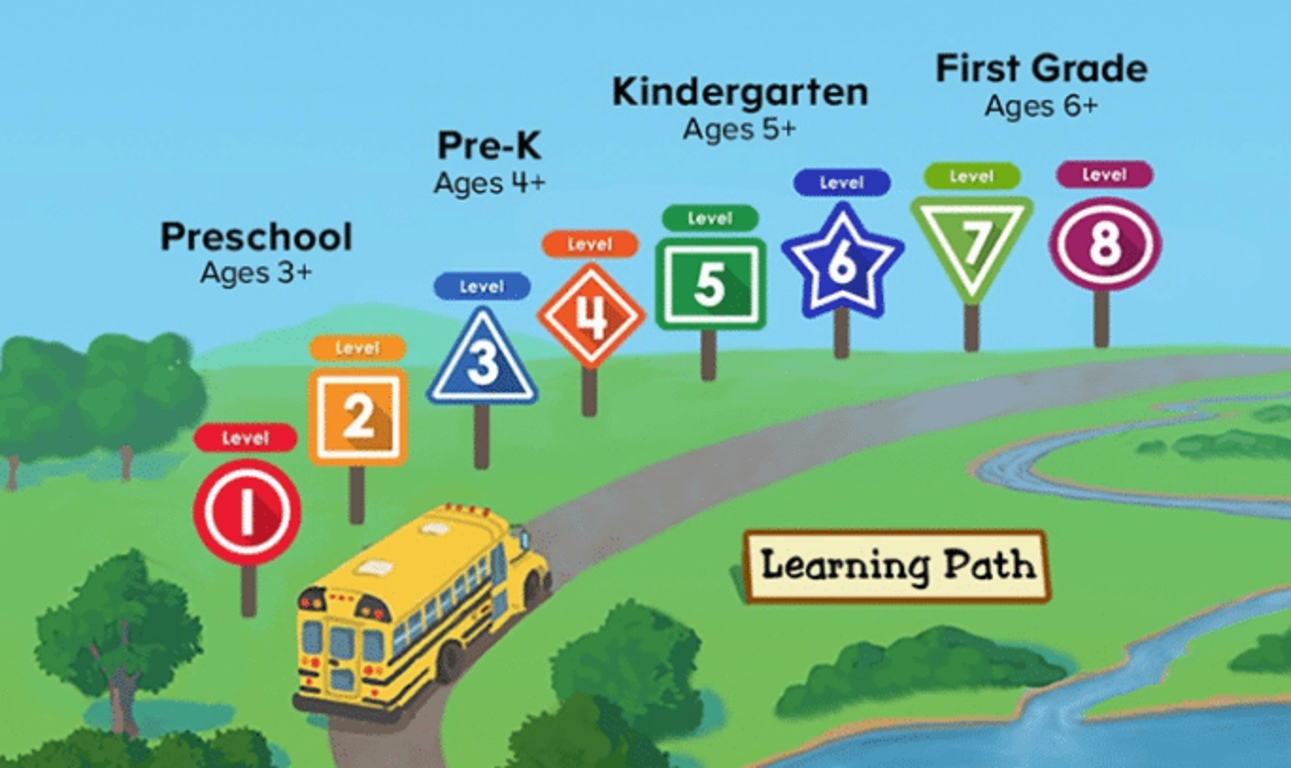 First Grade
Ages 6+
Kindergarten
Ages 5+
Pre-K
Ages 4+
Preschool
Ages 3+
Level
1
Level
2
Level
3
Level
4
Level
5
Level
6
Level
7
Level
8
Learning Path